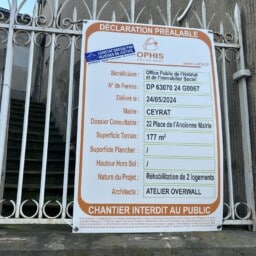 DÉCLARATION PRÉALABLE
OPHIS
Bénéficiaire : Office Public de l'Habitat et de l'Immobilier Social
N° de Permis : DP 63070 24 G0067
Délivré le : 24/05/2024
Mairie : CEYRAT
Dossier Consultable : 22 Place de l'Ancienne Mairie
Superficie Terrain : 177 m²
Superficie Plancher : /
Hauteur Hors Sol : /
Nature du Projet : Réhabilitation de 2 logements
Architecte : ATELIER OVERWALL
CHANTIER INTERDIT AU PUBLIC